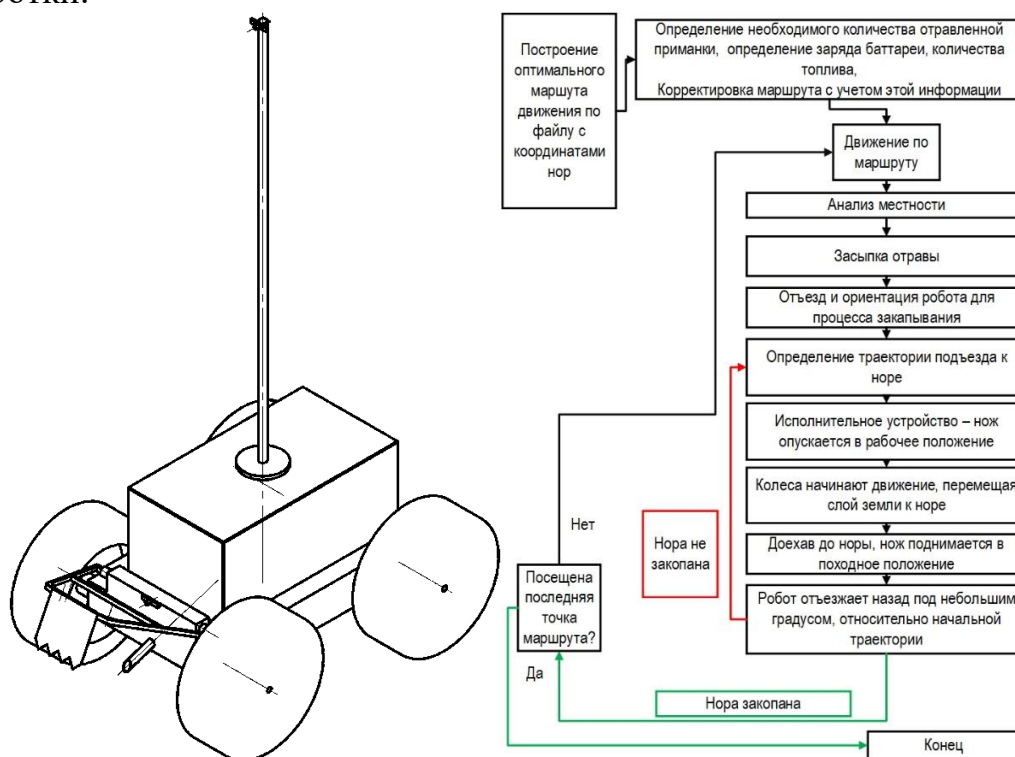 Построение
оптимального
маршута
движения по
файлу с
координатами
нор
Определение необходимого количества отравленной
приманки, определение заряда баттареи, количества
топлива,
Корректировка маршрута с учетом этой информации
Движение по
маршруту
Анализ местности
Засыпка отравы
Отъезд и ориентация робота для
процесса закапывания
Определение траектории подъезда к
норе
Исполнительное устройство – нож
опускается в рабочее положение
Колеса начинают движение, перемещая
слой земли к норе
Доехав до норы, нож поднимается в
походное положение
Робот отъезжает назад под небольшим
градусом, относительно начальной
траектории
Нора не
закопана
Нет
Посещена
последняя
точка
маршрута?
Да
Нора закопана
Конец